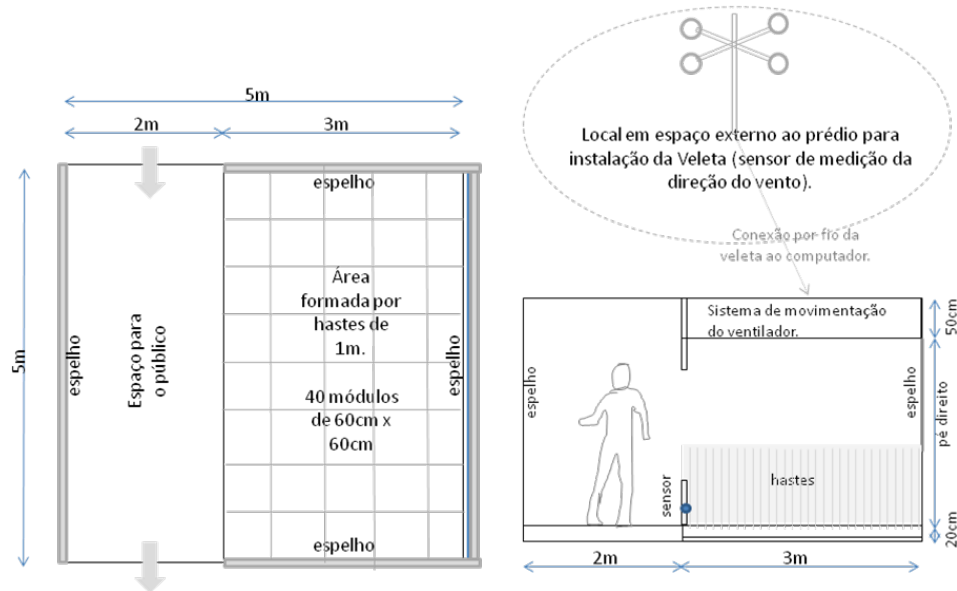 5m
2m
3m
espelho
Área
formada por
hastes de
1m.
40 módulos
de 60cm x
60cm
espelho
Espaço para
o público
espelho
espelho
5m
Local em espaço externo ao prédio para
instalação da Veleta (sensor de medição da
direção do vento).
Conexão por fio da
veleta ao computador.
Sistema de movimentação
do ventilador.
50cm
espelho
espelho
pé direito
sensor
hastes
20cm
2m
3m